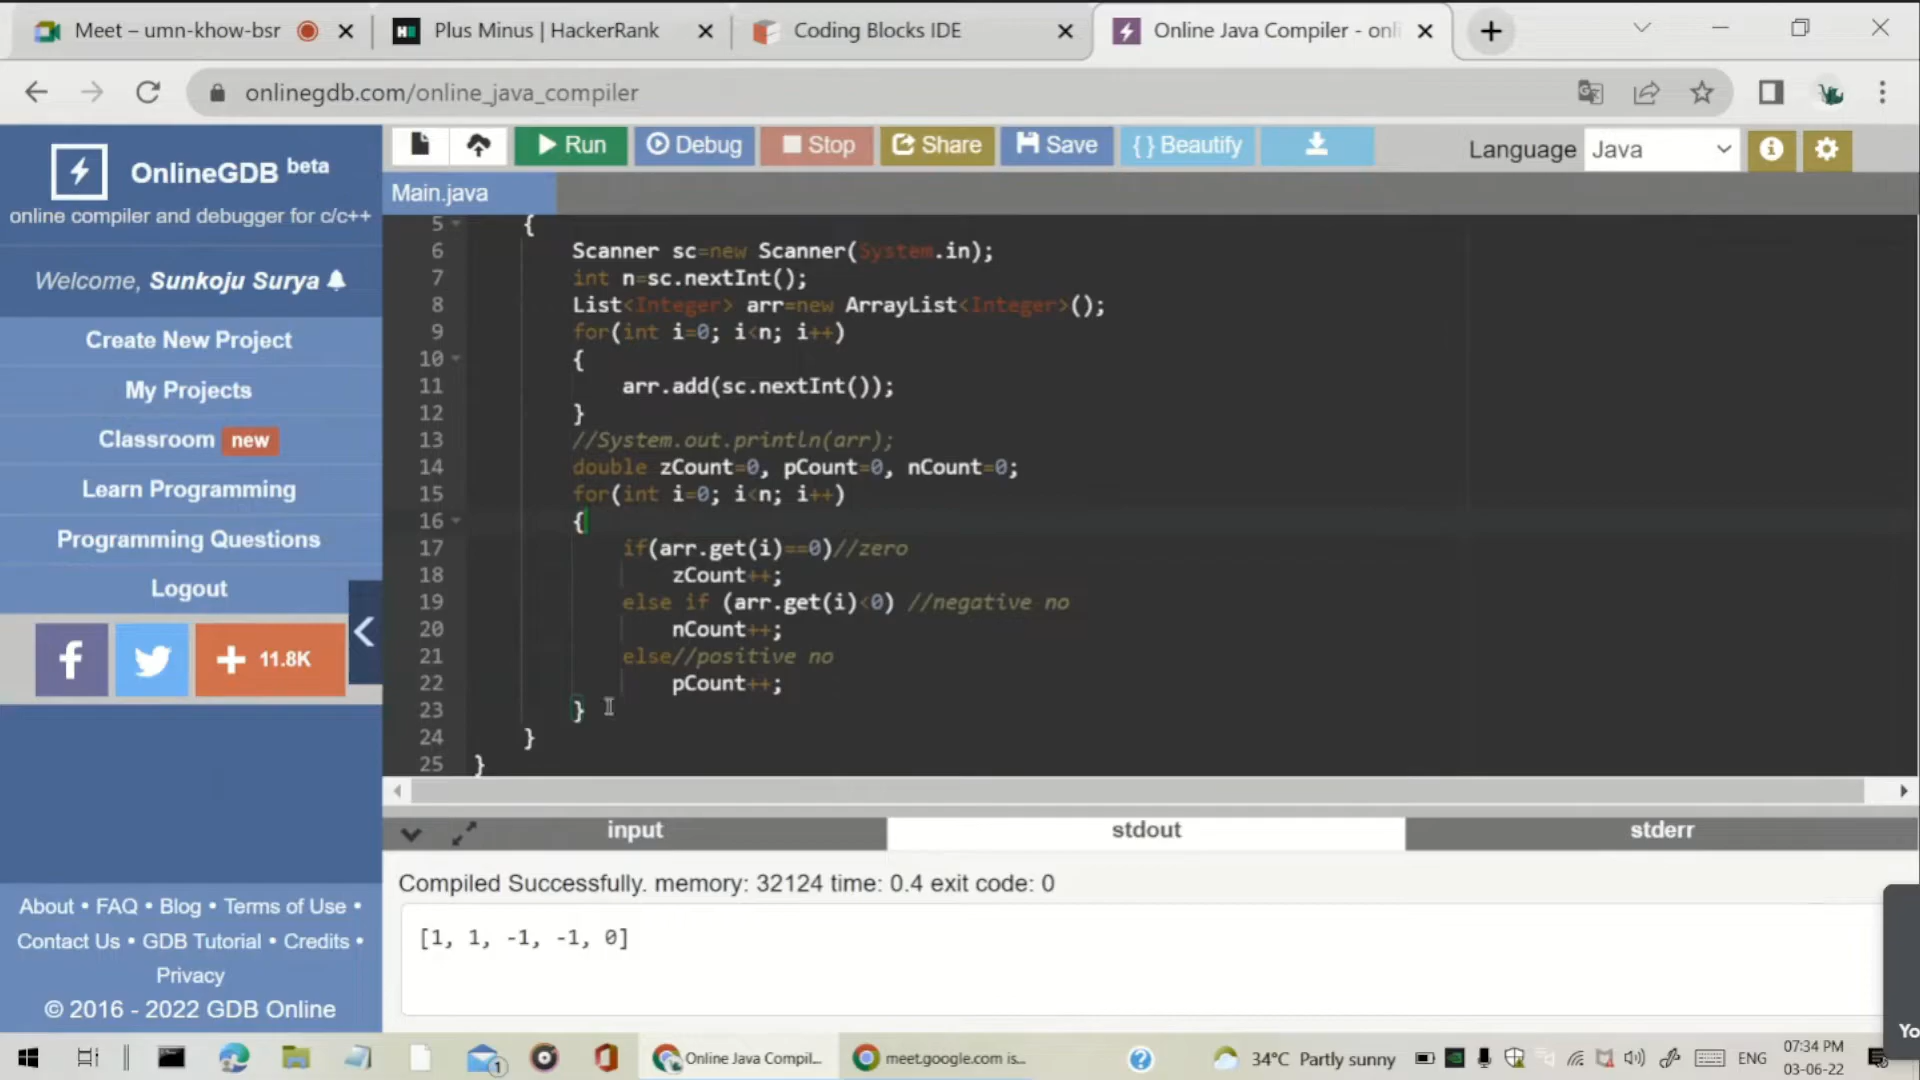 Meet – umn-khow-bsr
Plus Minus | HackerRank
Coding Blocks IDE
Online Java Compiler - onli
onlinegdb.com/online_java_compiler
OnlineGDB beta
online compiler and debugger for c/c++
Welcome, Sunkoju Surya
Create New Project
My Projects
Classroom new
Learn Programming
Programming Questions
Logout
f
+ 11.8K
About • FAQ • Blog • Terms of Use •
Contact Us • GDB Tutorial • Credits •
Privacy
© 2016 - 2022 GDB Online
Run
Debug
Stop
Share
Save
{ } Beautify
Language Java
Main.java
5 {
6 Scanner sc=new Scanner(System.in);
7 int n=sc.nextInt();
8 List<Integer> arr=new ArrayList<Integer>();
9 for(int i=0; i<n; i++)
10 {
11 arr.add(sc.nextInt());
12 }
13 //System.out.println(arr);
14 double zCount=0, pCount=0, nCount=0;
15 for(int i=0; i<n; i++)
16 {
17 if(arr.get(i)==0)//zero
18 zCount++;
19 else if (arr.get(i)<0) //negative no
20 nCount++;
21 else//positive no
22 pCount++;
23 }
24 }
25 }
input
stdout
stderr
Compiled Successfully. memory: 32124 time: 0.4 exit code: 0
[1, 1, -1, -1, 0]
Yo
1
Online Java Compil...
meet.google.com is...
34°C Partly sunny
ENG
07:34 PM
03-06-22